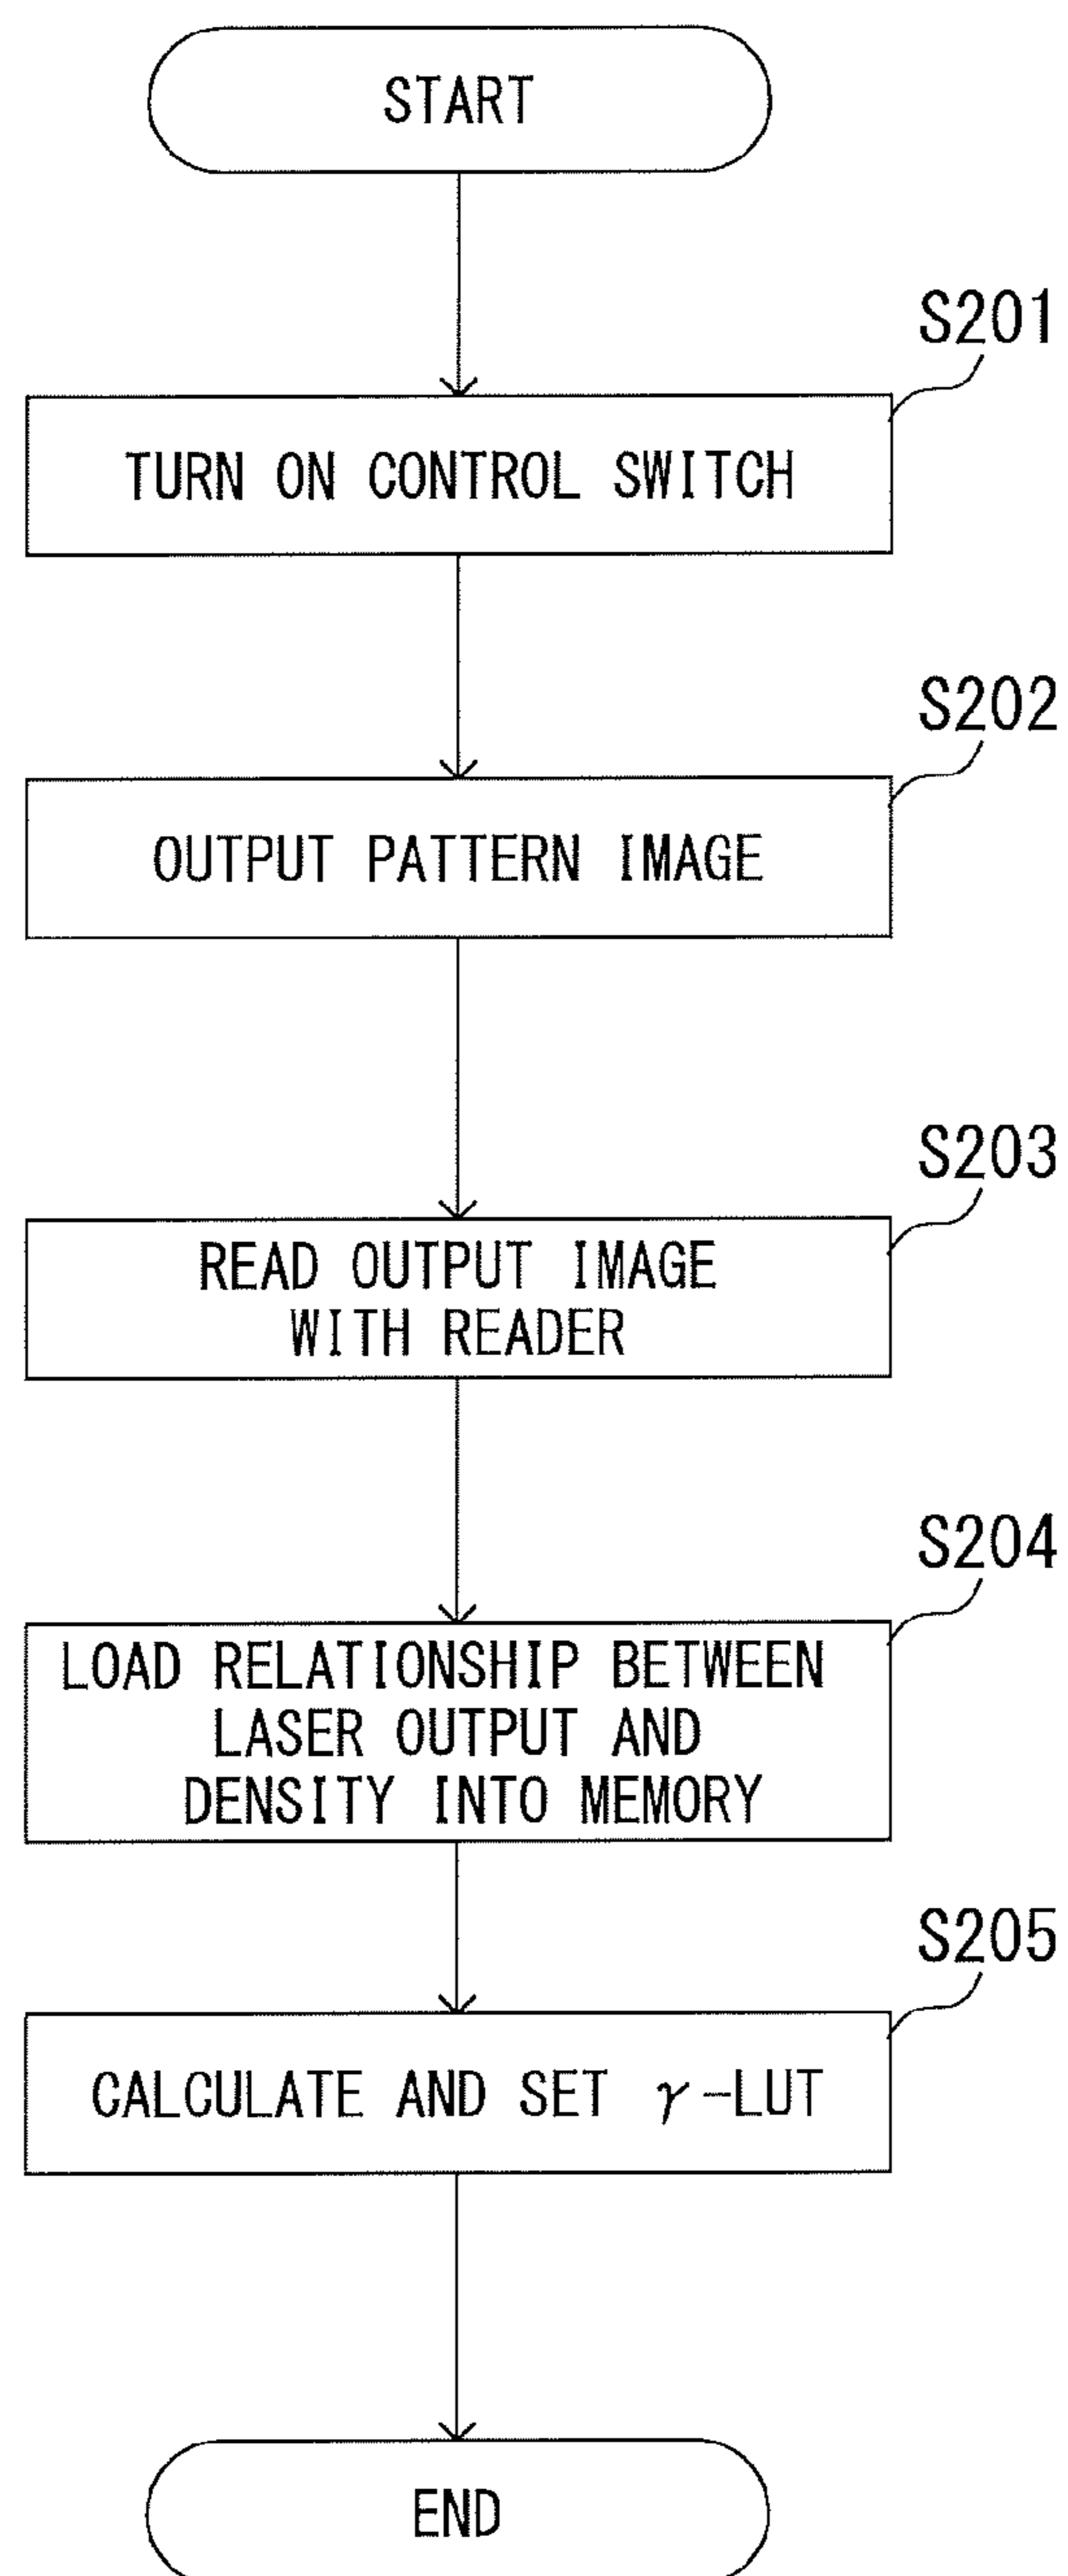 START
S201
TURN ON CONTROL SWITCH
S202
OUTPUT PATTERN IMAGE
S203
READ OUTPUT IMAGE
WITH READER
S204
LOAD RELATIONSHIP BETWEEN
LASER OUTPUT AND
DENSITY INTO MEMORY
S205
CALCULATE AND SET γ-LUT
END